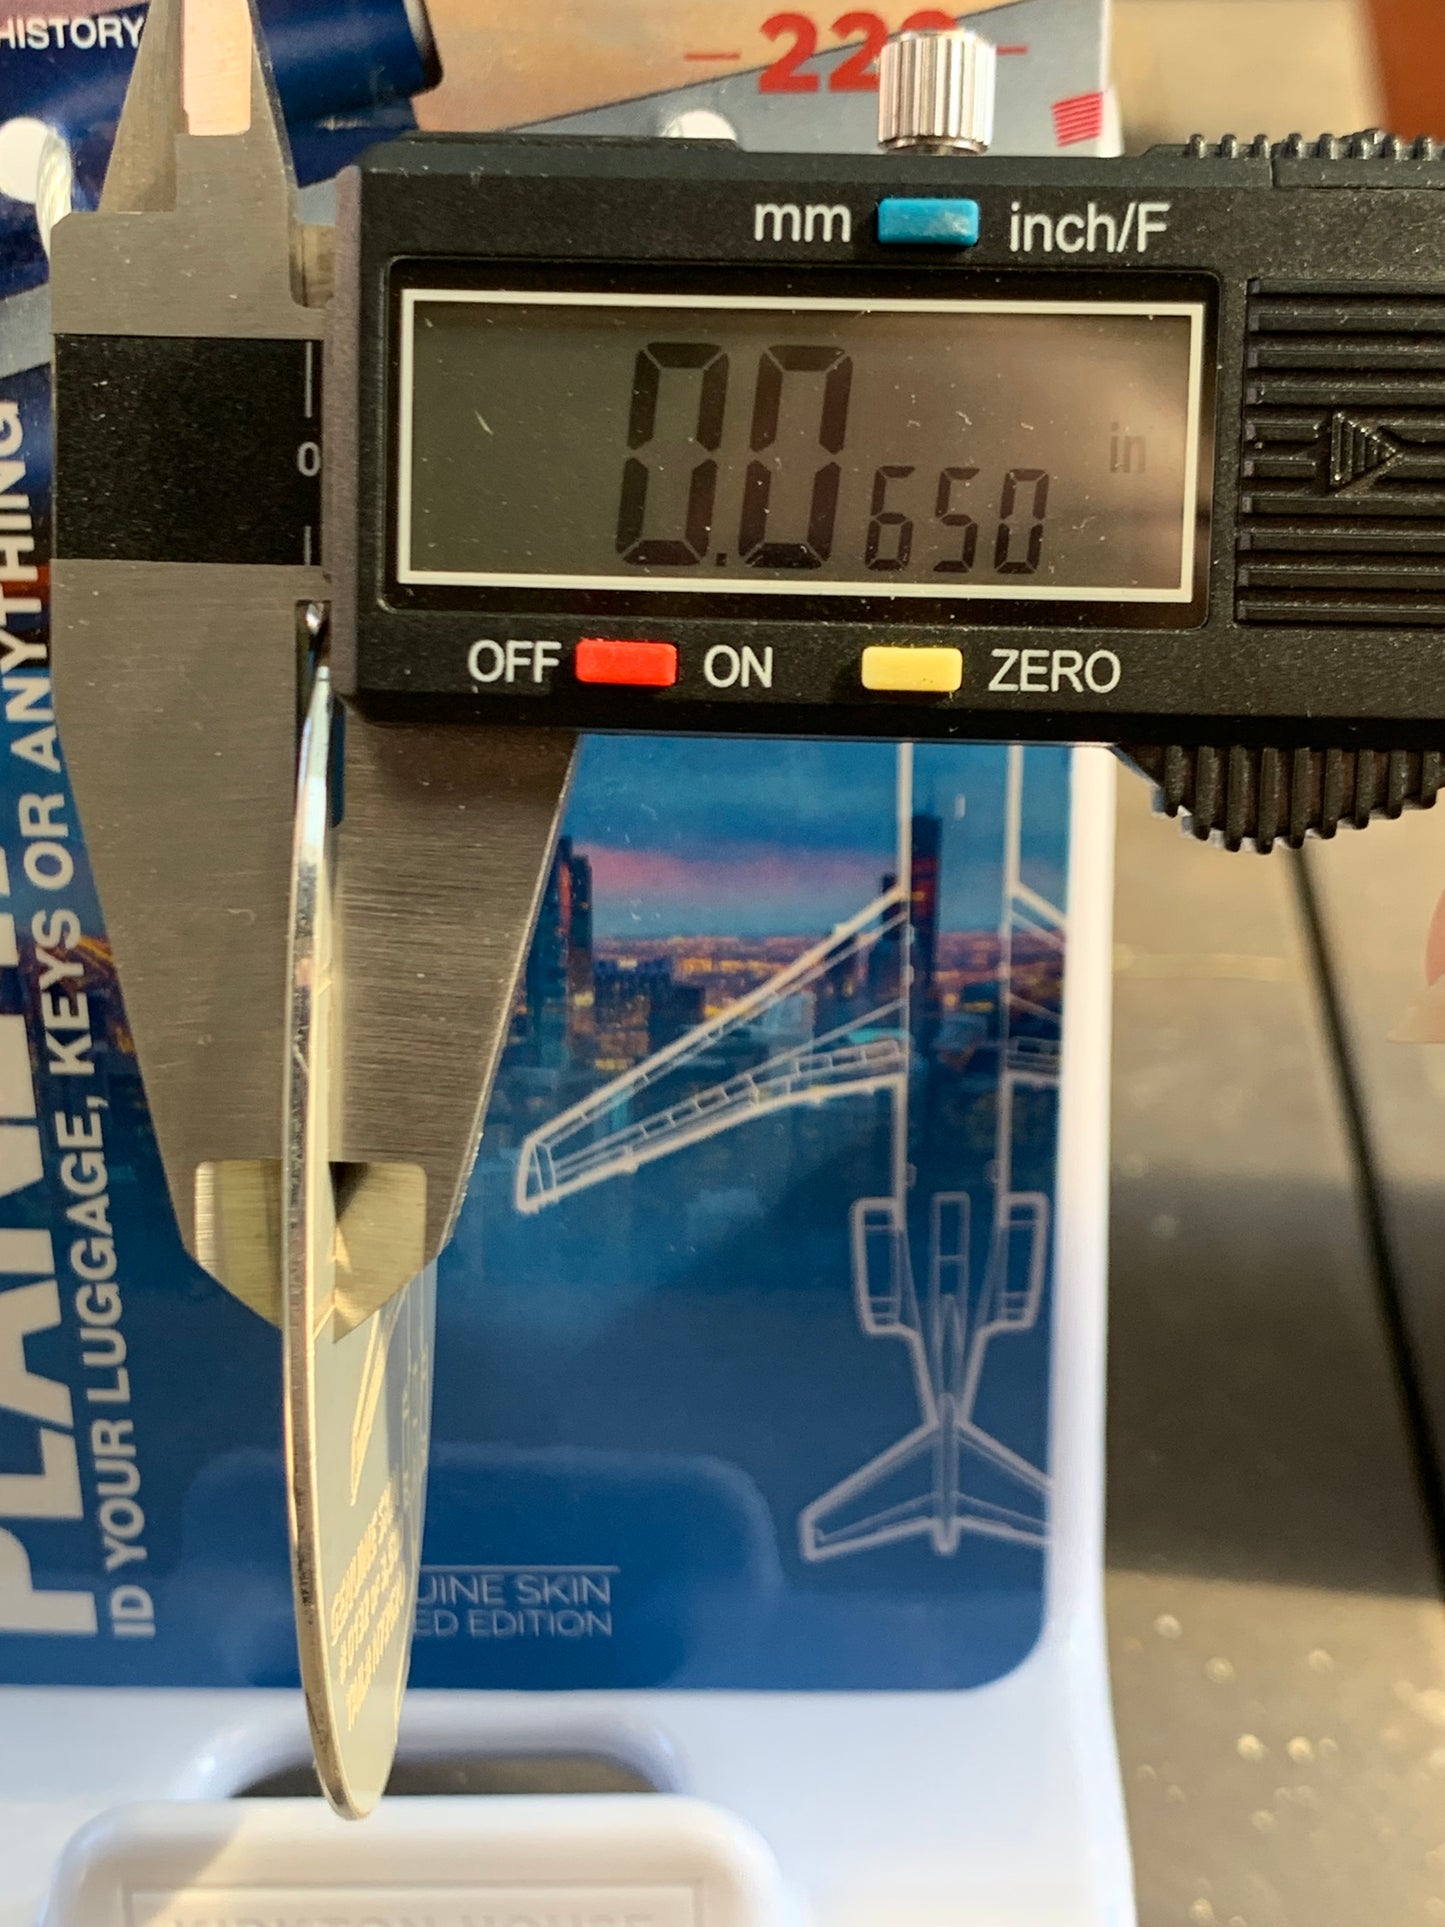 HISTORY
222
mm inch/F
0
0.0650 in
OFF ON ZERO
ID YOUR LUGGAGE, KEYS OR ANYTHING
UINE SKIN
ED EDITION